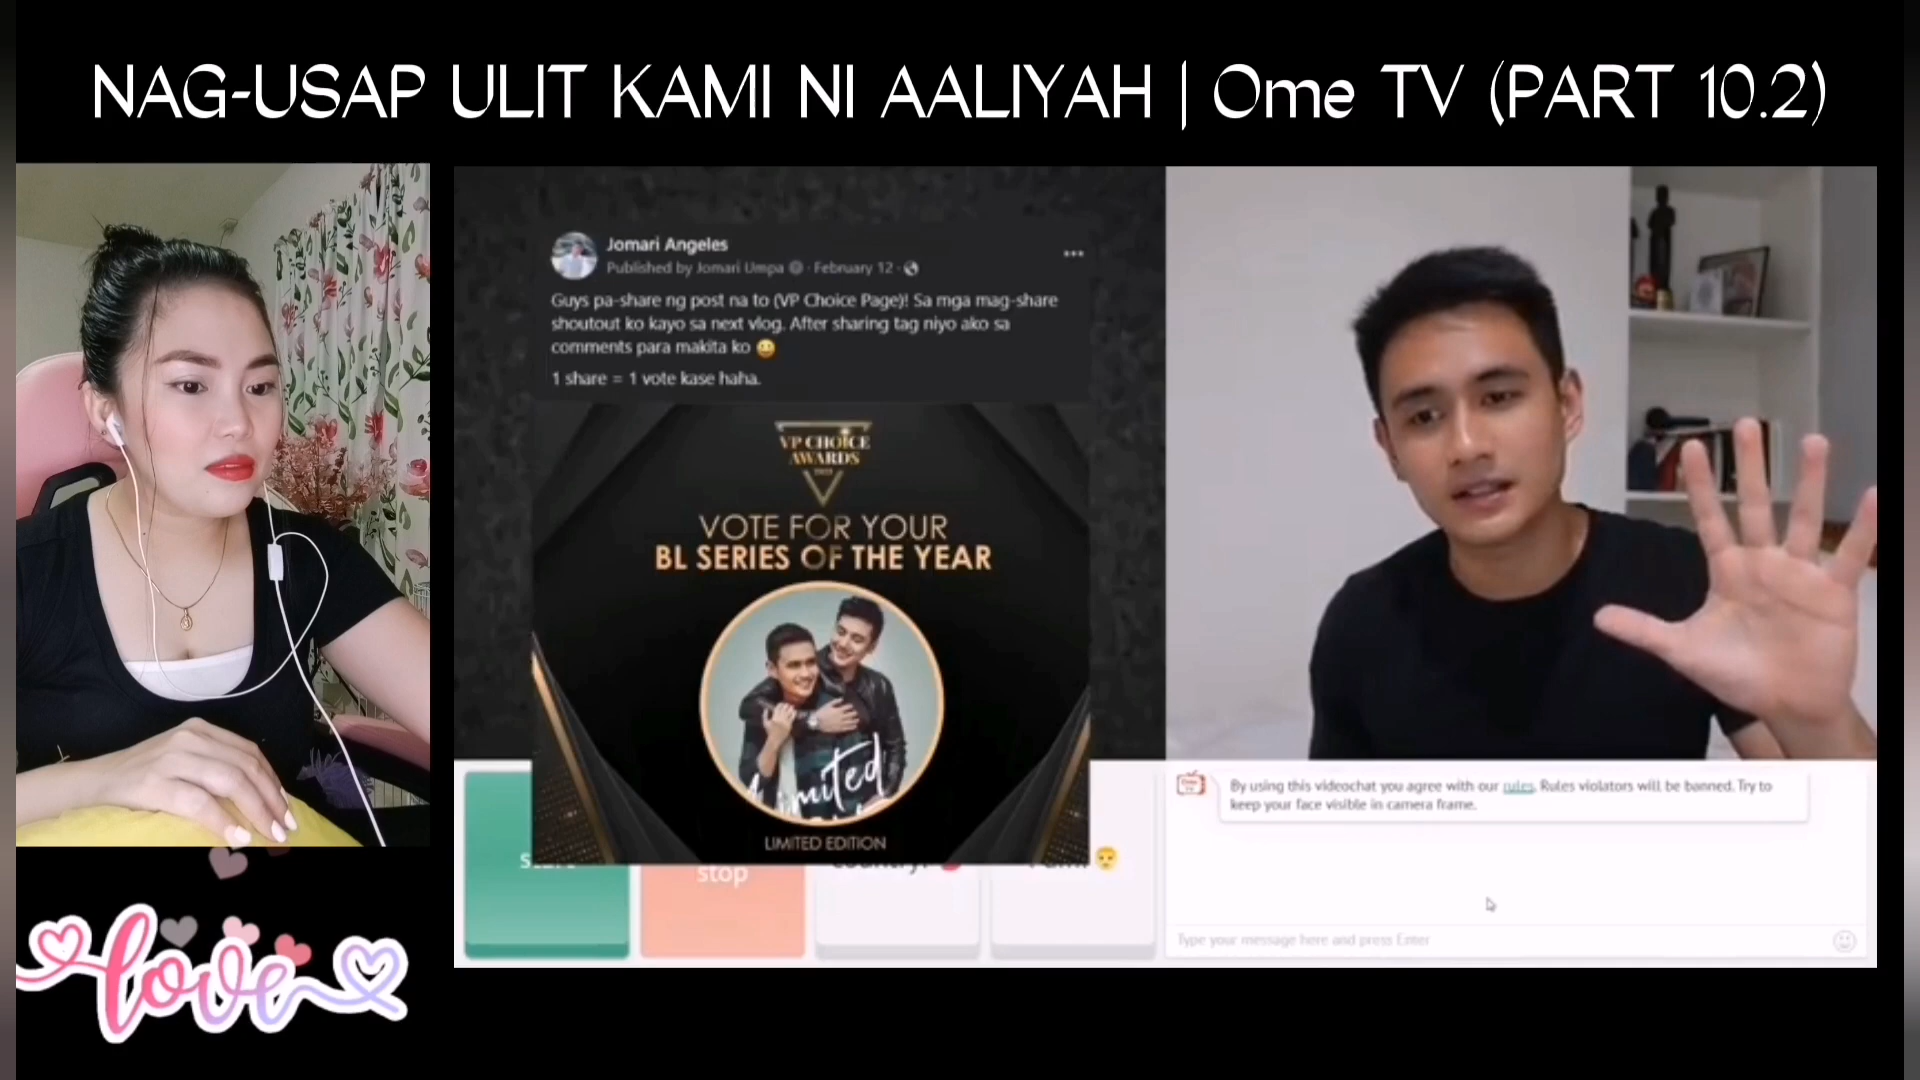 NAG-USAP ULIT KAMI NI AALIYAH | Ome TV (PART 10.2)
Jomari Angeles
Published by Jomari Umpa · February 12 ·
Guys pa-share ng post na to (VP Choice Page)! Sa mga mag-share
shoutout ko kayo sa next vlog. After sharing tag niyo ako sa
comments para makita ko 😀
1 share = 1 vote kase haha.
VP CHOICE
AWARDS
VOTE FOR YOUR
BL SERIES OF THE YEAR
Limited
LIMITED EDITION
stop
By using this videochat you agree with our rules. Rules violators will be banned. Try to
keep your face visible in camera frame.
Type your message here and press Enter
love